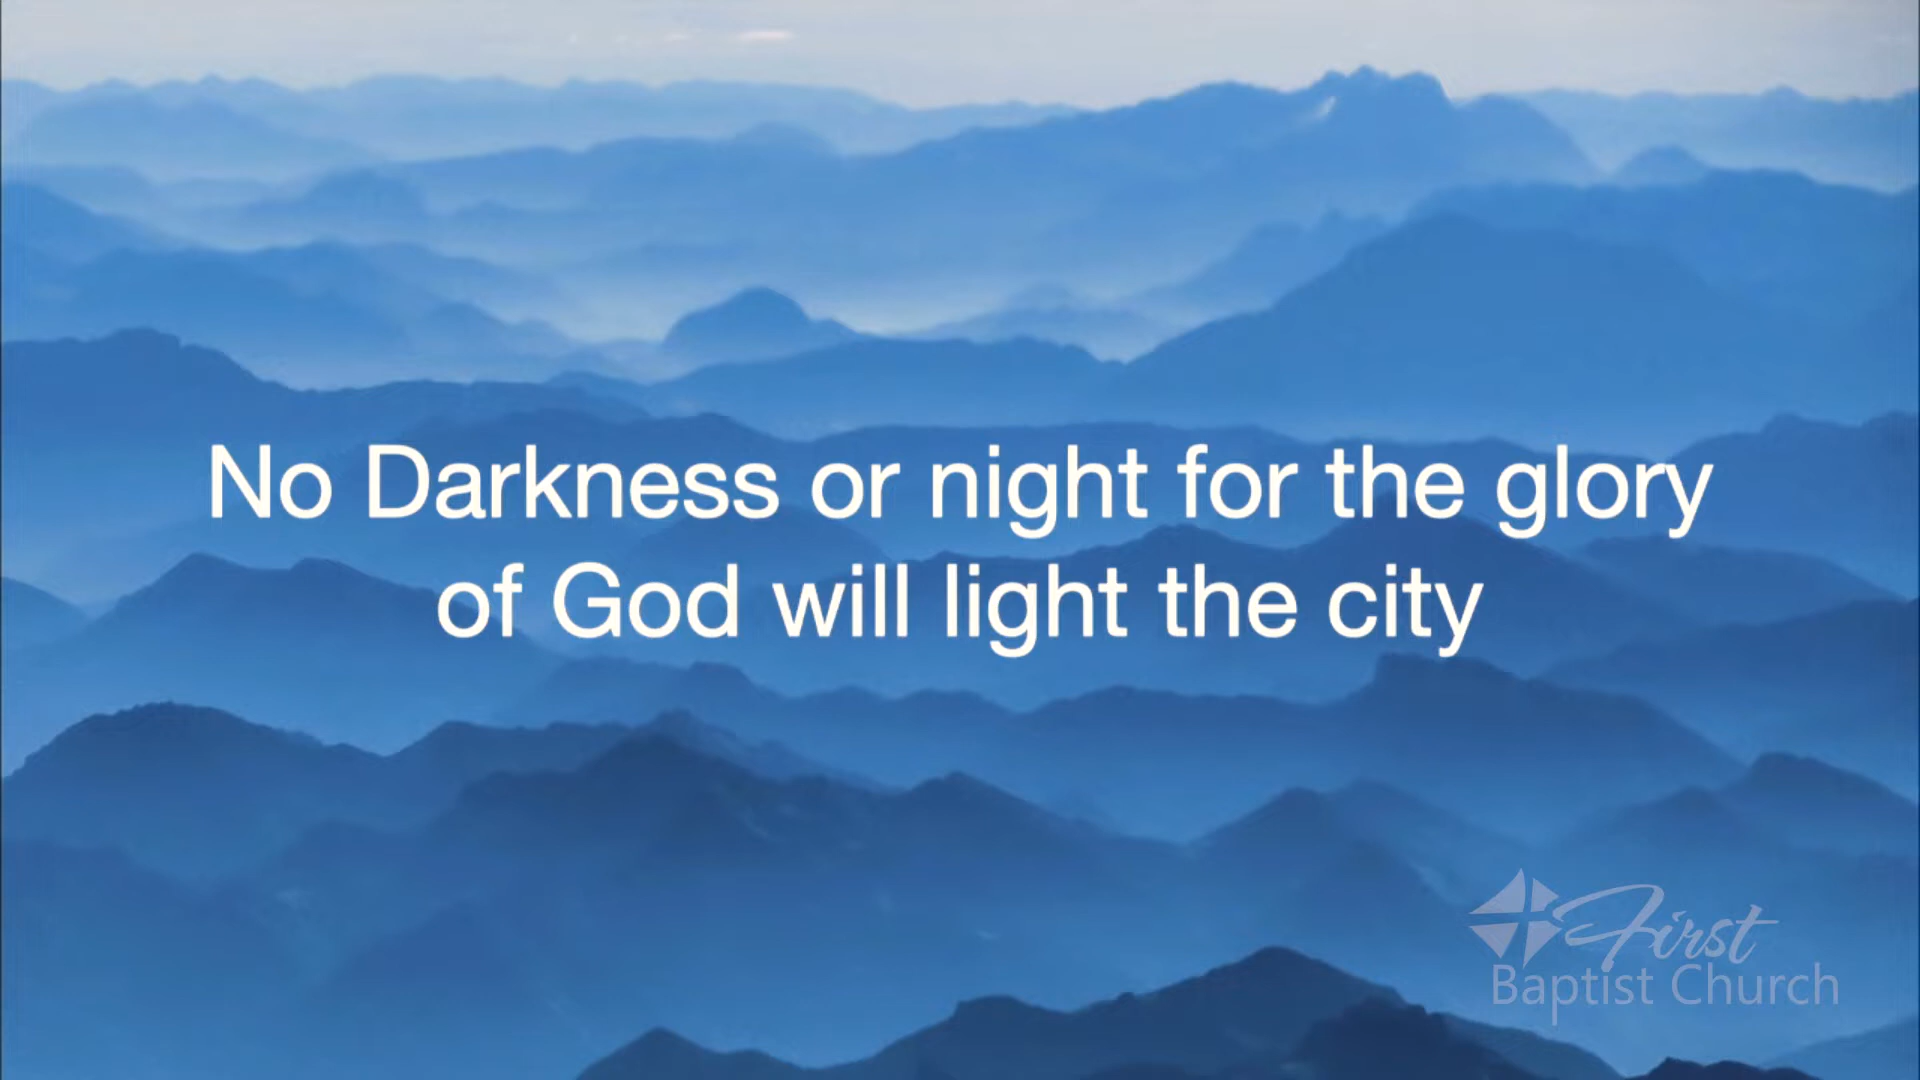 No Darkness or night for the glory
of God will light the city
First
Baptist Church